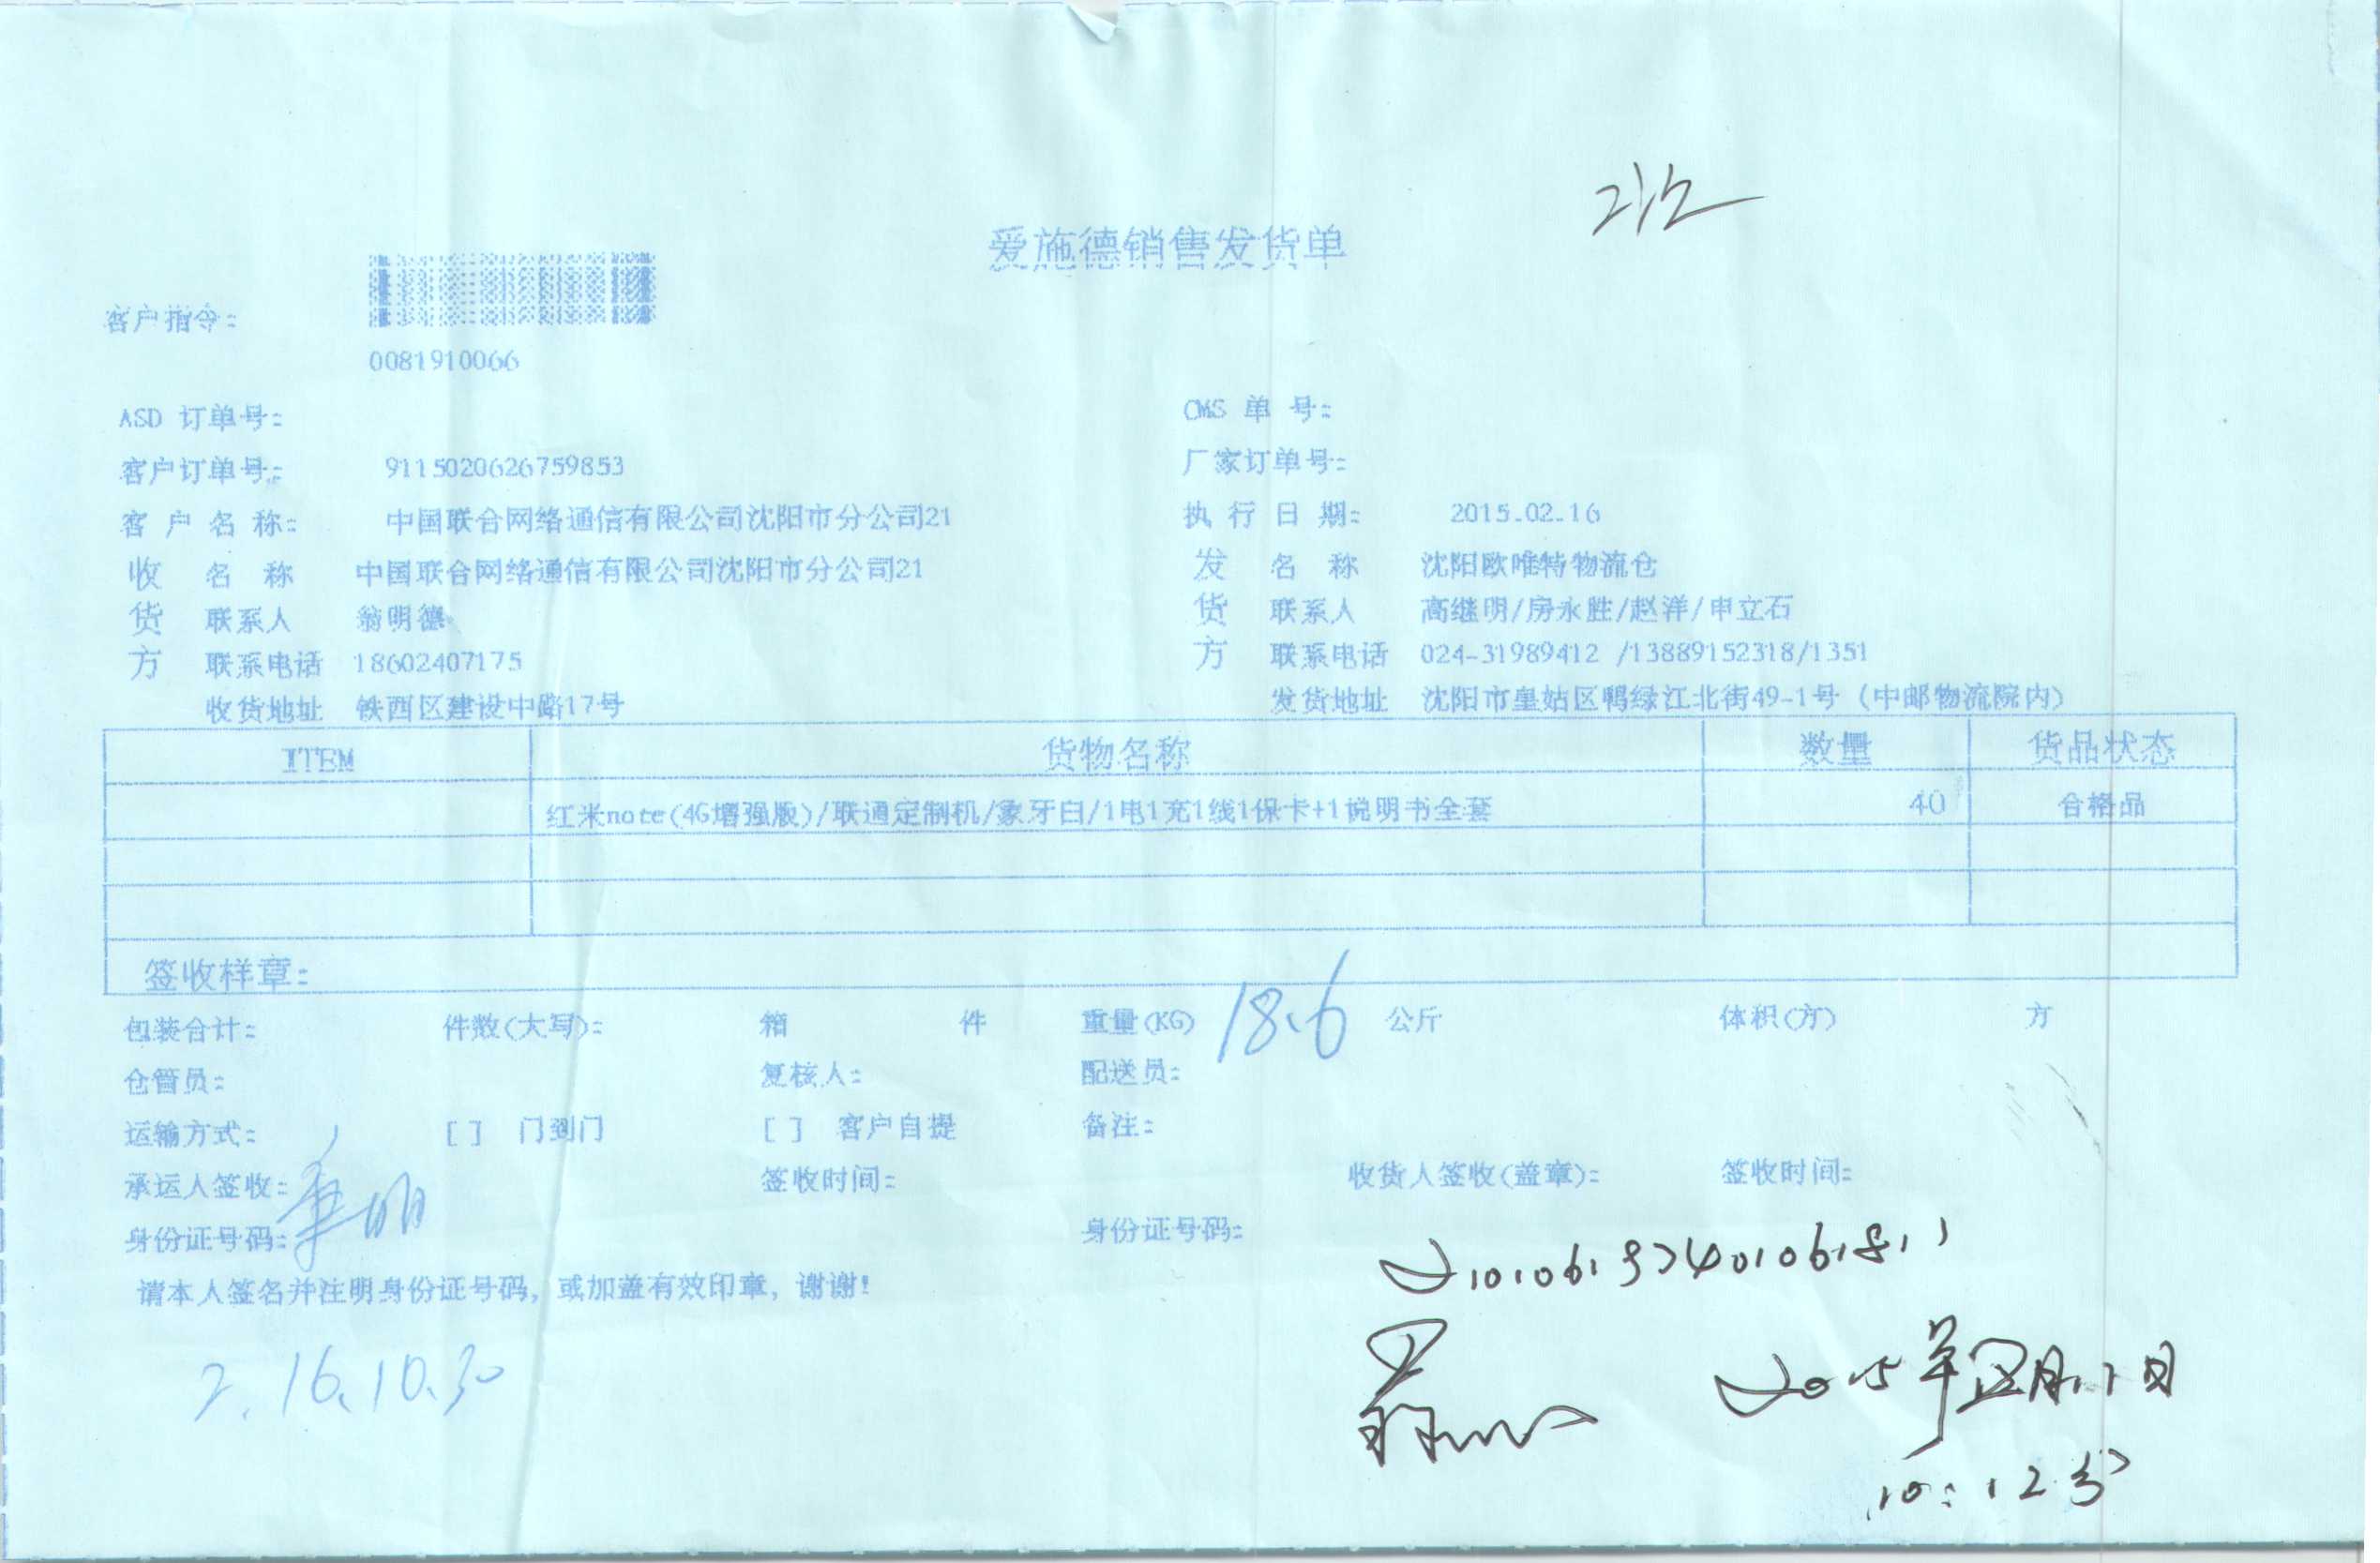 爱施德销售发货单
客户指令:
0081910066
ASD 订单号: CMS 单 号:
客户订单号: 9115020626759853 厂家订单号:
客 户 名 称: 中国联合网络通信有限公司沈阳市分公司21 执 行 日 期: 2015.02.16
收 名 称 中国联合网络通信有限公司沈阳市分公司21 发 名 称 沈阳欧唯特物流仓
货 联系人 翁明德 货 联系人 高继明/房永胜/赵洋/申立石
方 联系电话 18602407175 方 联系电话 024-31989412 /13889152318/1351
收货地址 铁西区建设中路17号 发货地址 沈阳市皇姑区鸭绿江北街49-1号 (中邮物流院内)
ITEM 货物名称 数量 货品状态
红米note(4G增强版)/联通定制机/象牙白/1电1充1线1保卡+1说明书全套 40 合格品
签收样章:
包装合计: 件数(大写): 箱 件 重量(KG) 18.6 公斤 体积(方) 方
仓管员: 复核人: 配送员:
运输方式: [ ] 门到门 [ ] 客户自提 备注:
承运人签收: 签收时间: 收货人签收(盖章): 签收时间:
身份证号码: 身份证号码:
请本人签名并注明身份证号码, 或加盖有效印章, 谢谢!
2.16.10.30
10:12分